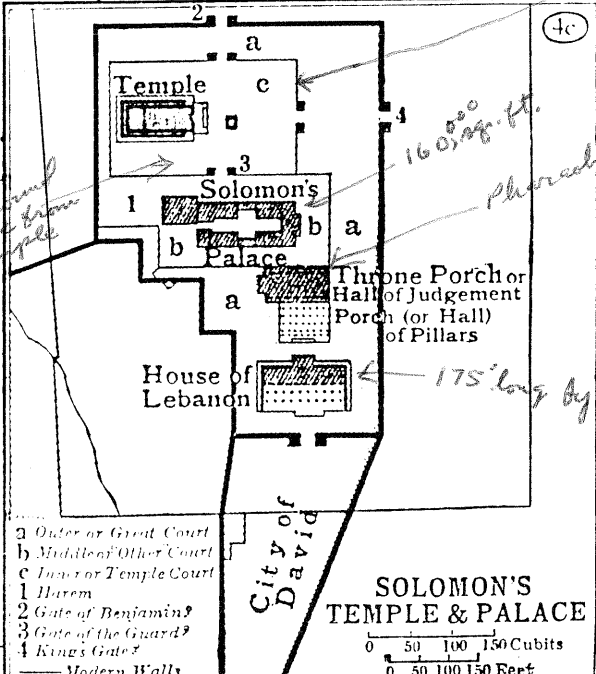 2
4c
a
Temple
c
4
160,000 sq. ft.
3
Solomon's
Pharaoh
1
from
b
a
b
Palace
Throne Porch or
Hall of Judgement
a
Porch (or Hall)
of Pillars
House of
Lebanon
175' long by
City of
David
a Outer or Great Court
b Middle or Other Court
c Inner or Temple Court
1 Harem
2 Gate of Benjamin?
3 Gate of the Guard?
4 King's Gate?
Modern Walls
SOLOMON'S
TEMPLE & PALACE
0 50 100 150 Cubits
0 50 100 150 Feet